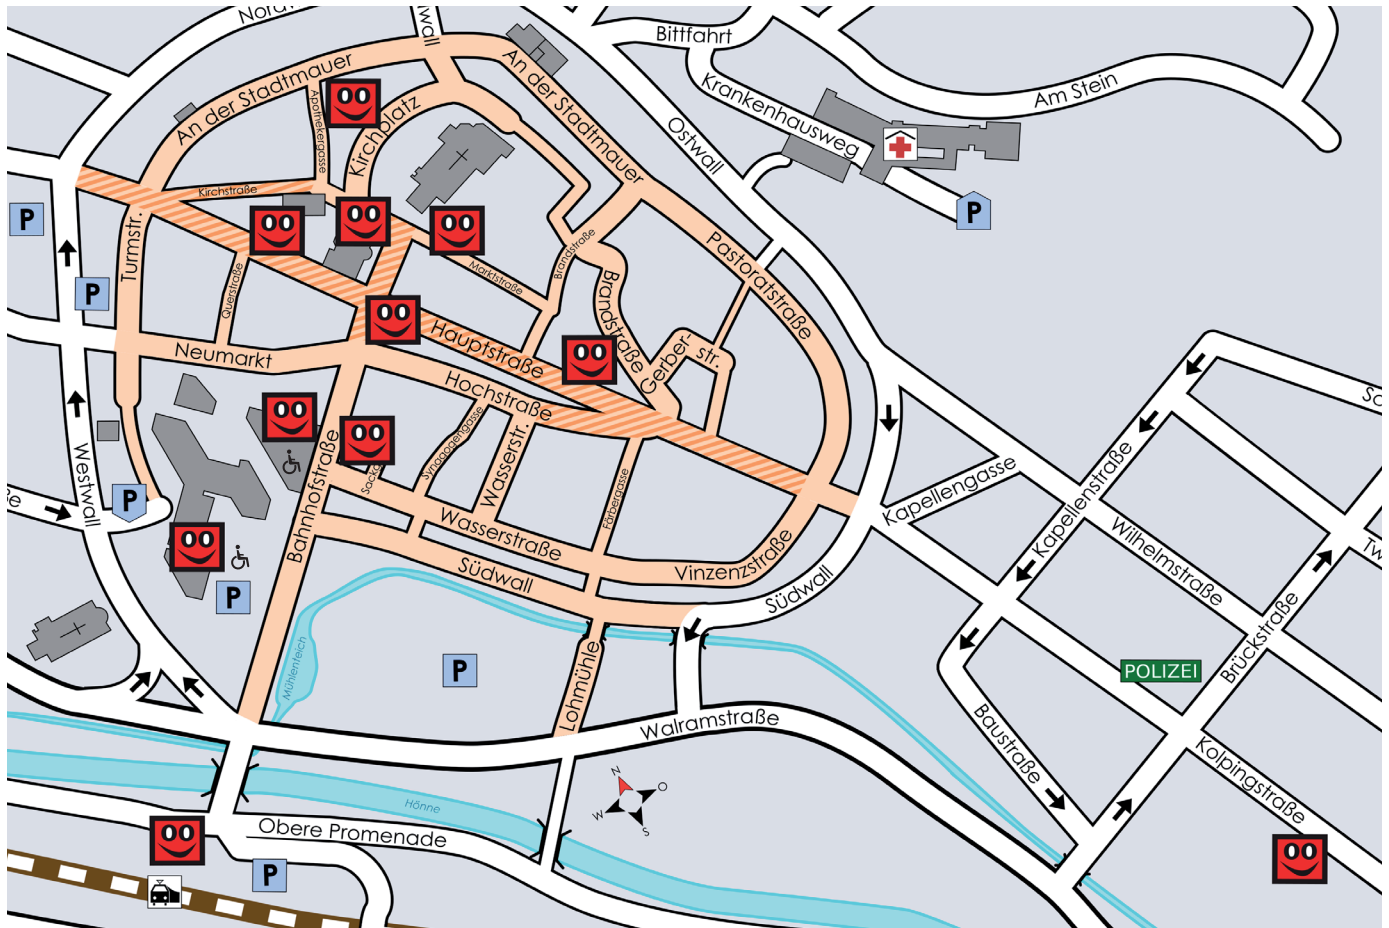 Bittfahrt
An der Stadtmauer
An der Stadtmauer
Krankenhausweg
Am Stein
Apothekergasse
Kirchplatz
Ostwall
Kirchstraße
P
P
Turmstr.
Pastoratstraße
Brandstraße
Marktstraße
Querstraße
P
Brandstraße
Hauptstraße
Neumarkt
Gerber-
str.
Hochstraße
Synagogengasse
Wasserstr.
Bahnhofstraße
Westwall
P
Färbergasse
Kapellengasse
Kapellenstraße
Wasserstraße
Wilhelmstraße
Vinzenzstraße
Südwall
Südwall
P
Mühlenteich
P
Lohmühle
POLIZEI
Brückstraße
Walramstraße
Baustraße
Kolpingstraße
N
O
W
S
Hönne
Obere Promenade
P